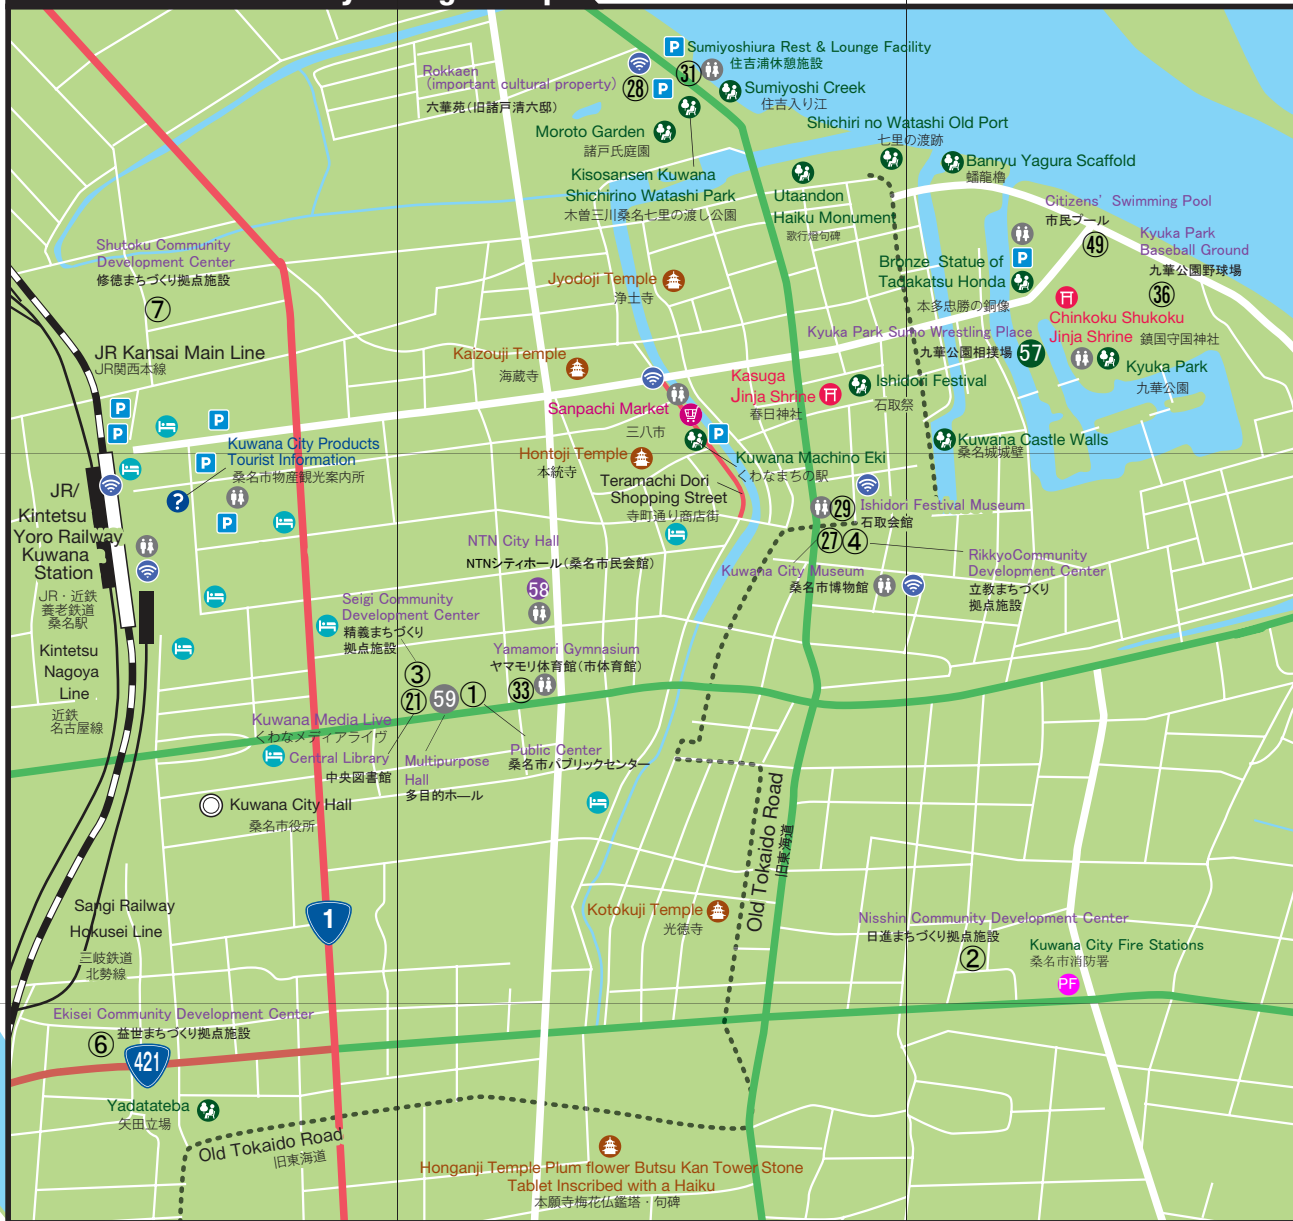 Sumiyoshiura Rest & Lounge Facility
住吉浦休憩施設
Rokkaen
(important cultural property)
六華苑(旧諸戸清六邸)
28
31
P
P
Sumiyoshi Creek
住吉入り江
Moroto Garden
諸戸氏庭園
Shichiri no Watashi Old Port
七里の渡跡
Banryu Yagura Scaffold
蟠龍櫓
Kisosansen Kuwana
Shichirino Watashi Park
木曽三川桑名七里の渡し公園
Utaandon
Haiku Monument
歌行燈句碑
Citizens' Swimming Pool
市民プール
49
Kyuka Park
Baseball Ground
九華公園野球場
36
Shutoku Community
Development Center
修徳まちづくり拠点施設
7
P
Bronze Statue of
Tadakatsu Honda
本多忠勝の銅像
Jyodoji Temple
浄土寺
Chinkoku Shukoku
Jinja Shrine 鎮国守国神社
Kyuka Park Sumo Wrestling Place
九華公園相撲場
57
Kyuka Park
九華公園
JR Kansai Main Line
JR関西本線
Kaizouji Temple
海蔵寺
Kasuga
Jinja Shrine
春日神社
Ishidori Festival
石取祭
Sanpachi Market
三八市
P
P
P
P
P
P
Kuwana City Products
Tourist Information
桑名市物産観光案内所
?
Hontoji Temple
本統寺
Kuwana Machino Eki
くわなまちの駅
Kuwana Castle Walls
桑名城城壁
Teramachi Dori
Shopping Street
寺町通り商店街
JR/
Kintetsu
Yoro Railway
Kuwana
Station
JR・近鉄
養老鉄道
桑名駅
29
Ishidori Festival Museum
石取会館
27
4
NTN City Hall
NTNシティホール(桑名市民会館)
58
Kuwana City Museum
桑名市博物館
RikkyoCommunity
Development Center
立教まちづくり
拠点施設
Seigi Community
Development Center
精義まちづくり
拠点施設
3
Kintetsu
Nagoya
Line
近鉄
名古屋線
Yamamori Gymnasium
ヤマモリ体育館(市体育館)
33
21
59
1
Kuwana Media Live
くわなメディアライヴ
Central Library
中央図書館
Multipurpose
Hall
多目的ホール
Public Center
桑名市パブリックセンター
Kuwana City Hall
桑名市役所
Old Tokaido Road
旧東海道
Sangi Railway
Hokusei Line
三岐鉄道
北勢線
1
Kotokuji Temple
光徳寺
Nisshin Community Development Center
日進まちづくり拠点施設
2
Kuwana City Fire Stations
桑名市消防署
PF
Ekisei Community Development Center
益世まちづくり拠点施設
6
421
Yadatateba
矢田立場
Old Tokaido Road
旧東海道
Honganji Temple Plum flower Butsu Kan Tower Stone
Tablet Inscribed with a Haiku
本願寺梅花仏鑑塔・句碑